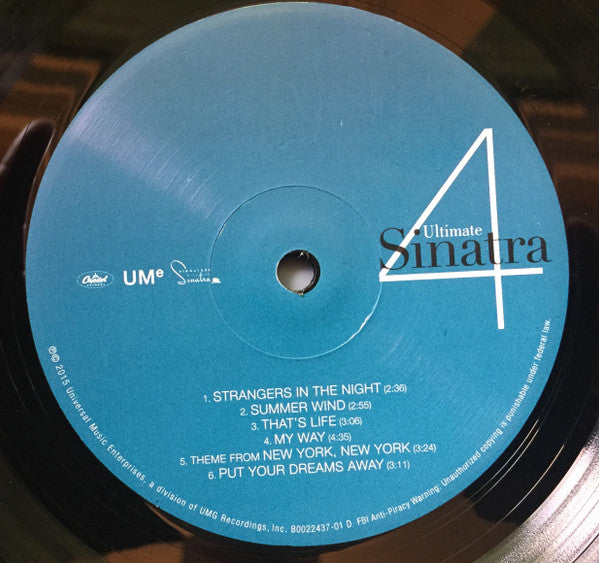 4
Ultimate
Sinatra
Capitol
RECORDS
UMe
SIGNATURE
Sinatra
1. STRANGERS IN THE NIGHT (2:36)
2. SUMMER WIND (2:55)
3. THAT'S LIFE (3:06)
4. MY WAY (4:35)
5. THEME FROM NEW YORK, NEW YORK (3:24)
6. PUT YOUR DREAMS AWAY (3:11)
℗© 2015 Universal Music Enterprises, a division of UMG Recordings, Inc. B0022437-01 D FBI Anti-Piracy Warning: Unauthorized copying is punishable under federal law.